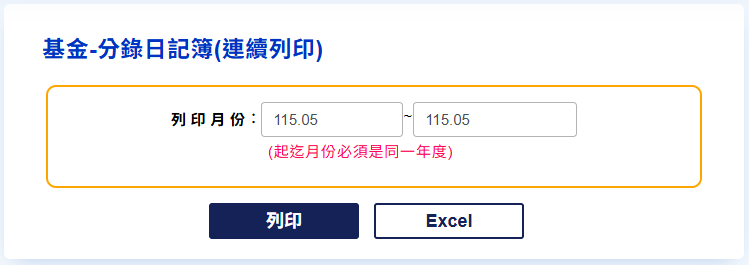 基金-分錄日記簿(連續列印)
列印月份：115.05~115.05
(起迄月份必須是同一年度)
列印 Excel